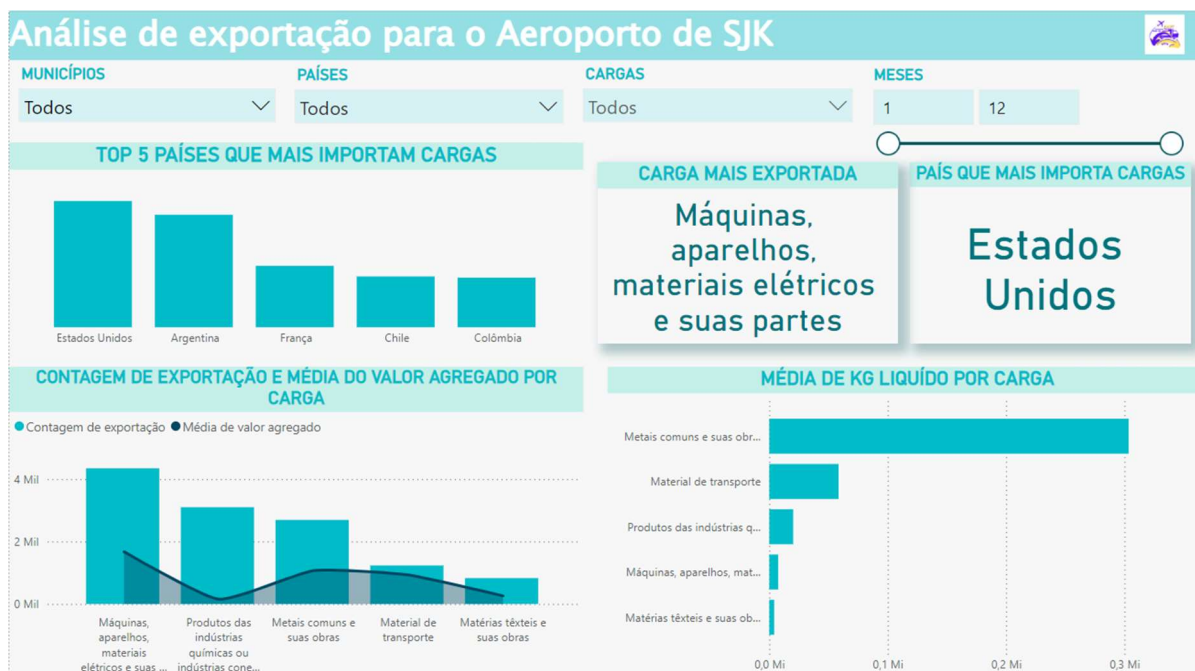 Análise de exportação para o Aeroporto de SJK
MUNICÍPIOS
PAÍSES
CARGAS
MESES
Todos
Todos
Todos
1
12
TOP 5 PAÍSES QUE MAIS IMPORTAM CARGAS
Estados Unidos
Argentina
França
Chile
Colômbia
CARGA MAIS EXPORTADA
Máquinas,
aparelhos,
materiais elétricos
e suas partes
PAÍS QUE MAIS IMPORTA CARGAS
Estados
Unidos
CONTAGEM DE EXPORTAÇÃO E MÉDIA DO VALOR AGREGADO POR
CARGA
Contagem de exportação
Média de valor agregado
4 Mil
2 Mil
0 Mil
Máquinas,
aparelhos,
materiais
elétricos e suas ...
Produtos das
indústrias
químicas ou
indústrias cone...
Metais comuns e
suas obras
Material de
transporte
Matérias têxteis e
suas obras
MÉDIA DE KG LIQUÍDO POR CARGA
Metais comuns e suas obr...
Material de transporte
Produtos das indústrias q...
Máquinas, aparelhos, mat...
Matérias têxteis e suas ob...
0,0 Mi
0,1 Mi
0,2 Mi
0,3 Mi